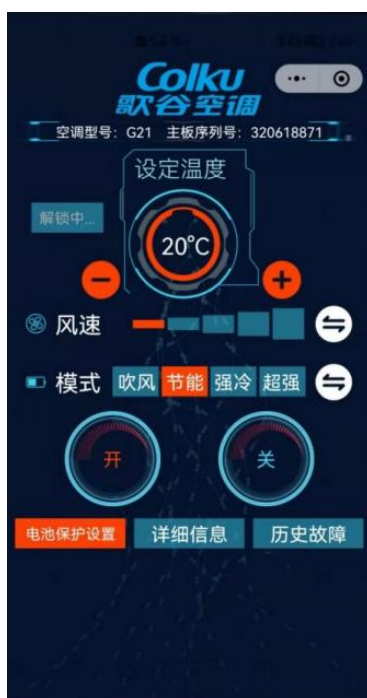 Colku
歌谷空调
空调型号：G21 主板序列号：320618871
设定温度
解锁中...
20°C
风速
模式 吹风 节能 强冷 超强
开 关
电池保护设置 详细信息 历史故障